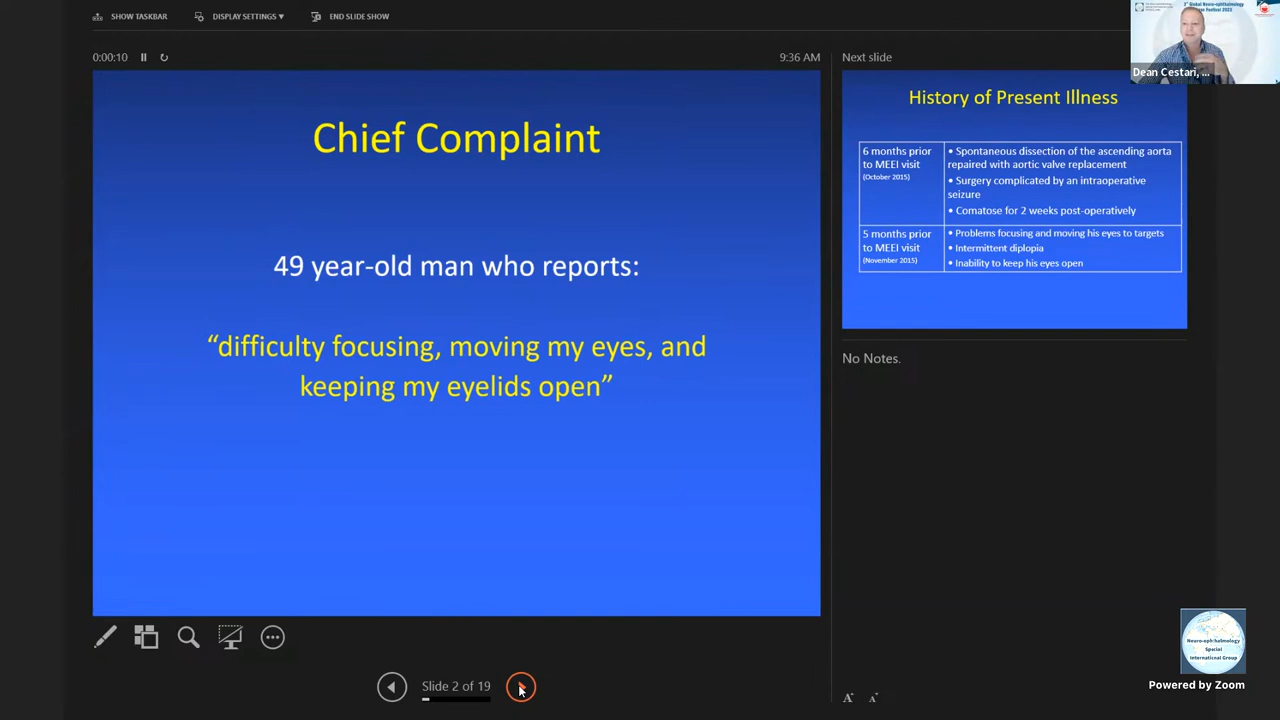 SHOW TASKBAR
DISPLAY SETTINGS ▼
END SLIDE SHOW
0:00:10
9:36 AM
Chief Complaint
49 year-old man who reports:
“difficulty focusing, moving my eyes, and
keeping my eyelids open”
Slide 2 of 19
Next slide
History of Present Illness
6 months prior
to MEEI visit
(October 2015)
• Spontaneous dissection of the ascending aorta
repaired with aortic valve replacement
• Surgery complicated by an intraoperative
seizure
• Comatose for 2 weeks post-operatively
5 months prior
to MEEI visit
(November 2015)
• Problems focusing and moving his eyes to targets
• Intermittent diplopia
• Inability to keep his eyes open
No Notes.
A A
Global Neuro-ophthalmology
Festival 2023
Dean Cestari, ...
Neuro-ophthalmology
Special
International Group
Powered by Zoom